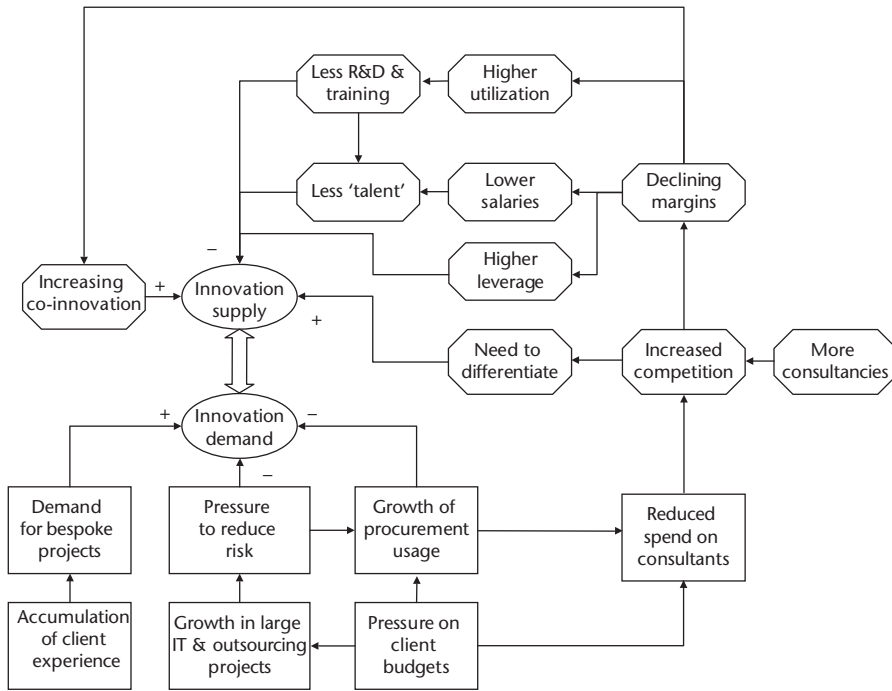 Less R&D &
training
Higher
utilization
Less ‘talent’
Lower
salaries
Declining
margins
Higher
leverage
–
Increasing
co-innovation
+
Innovation
supply
+
Need to
differentiate
Increased
competition
More
consultancies
+
Innovation
demand
–
–
Demand
for bespoke
projects
Pressure
to reduce
risk
Growth of
procurement
usage
Reduced
spend on
consultants
Accumulation
of client
experience
Growth in large
IT & outsourcing
projects
Pressure on
client
budgets